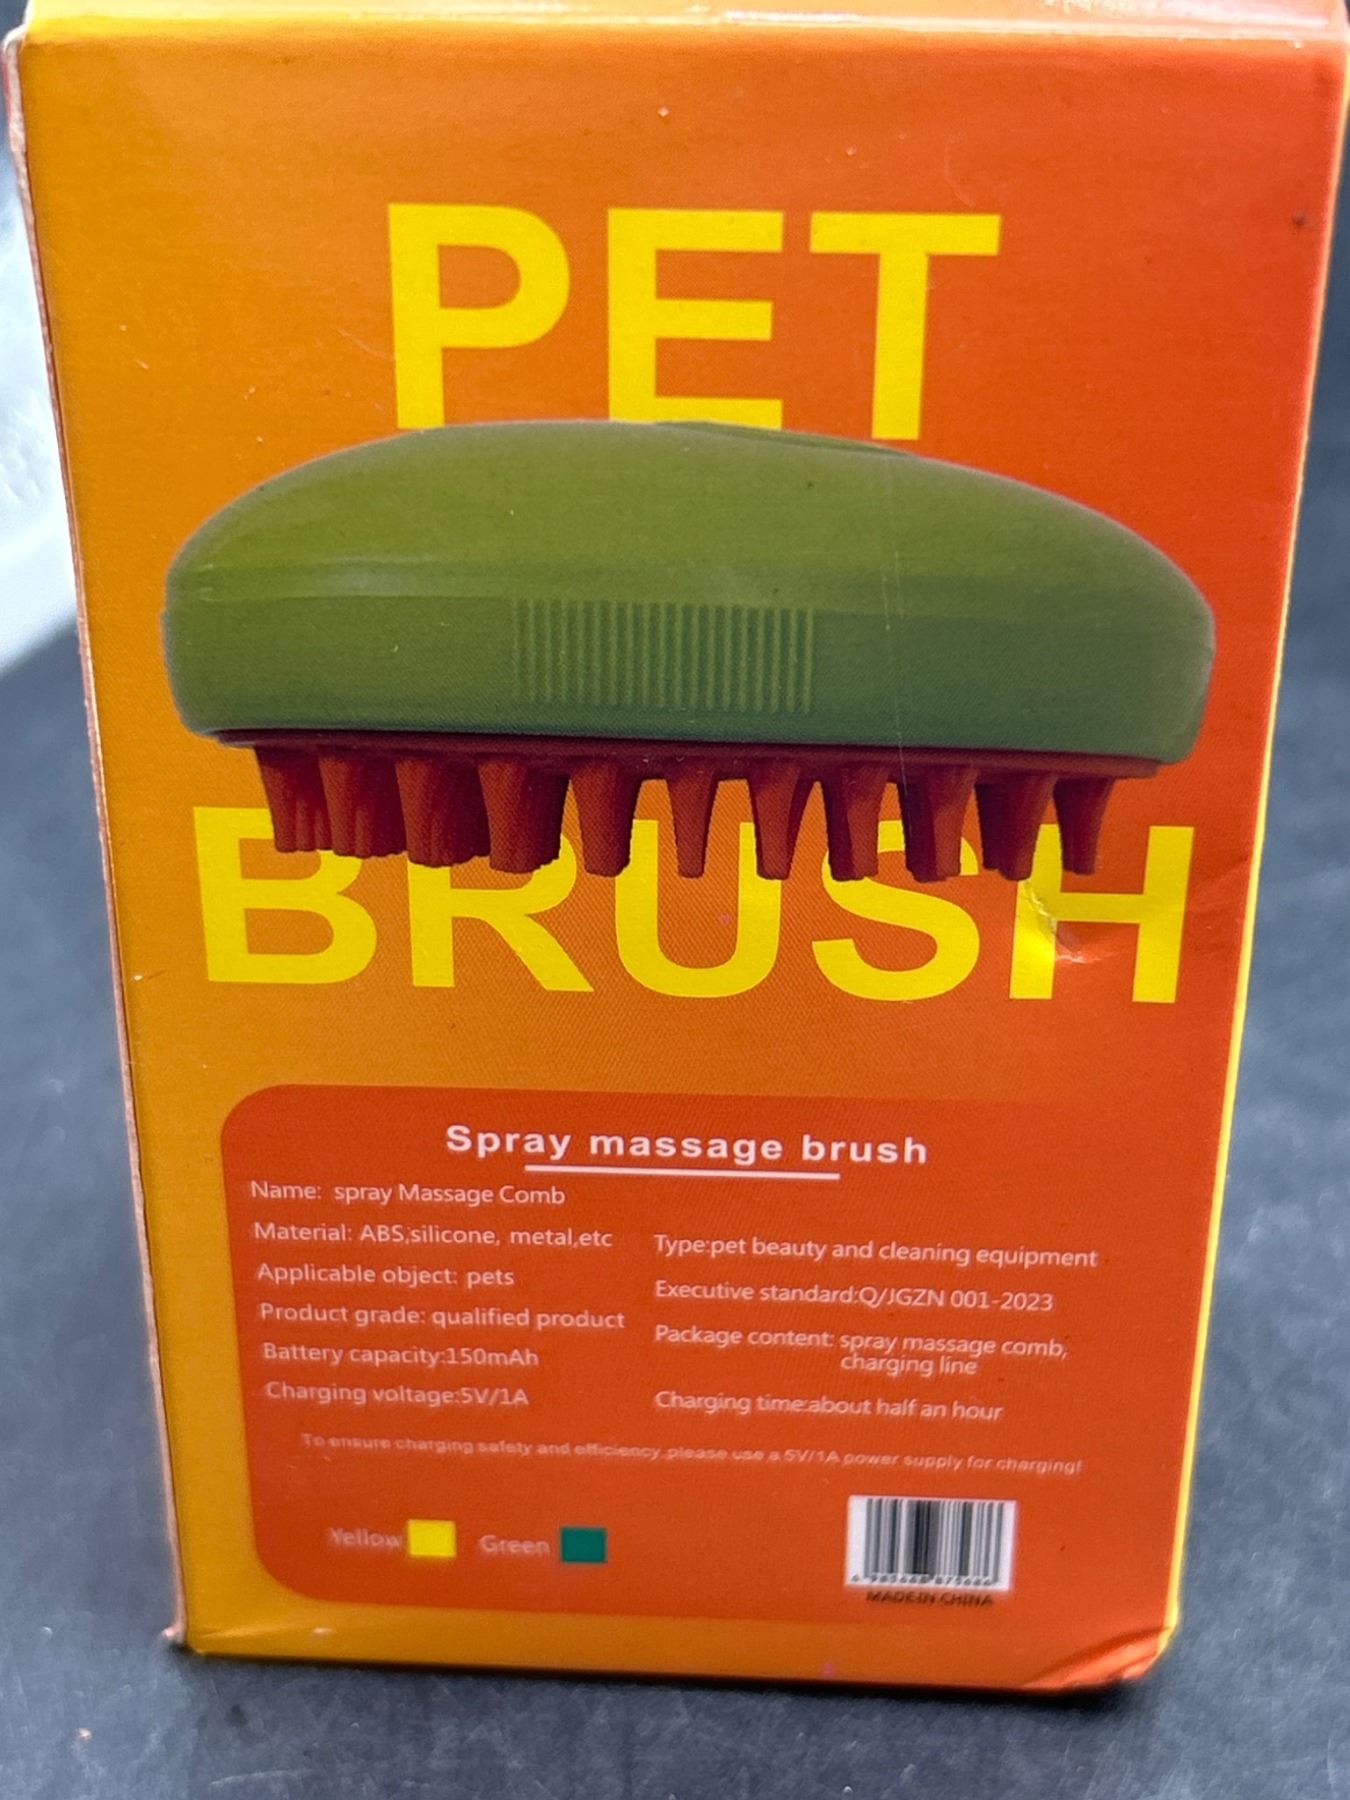 PET
BRUSH
Spray massage brush
Name: spray Massage Comb
Material: ABS,silicone, metal,etc
Applicable object: pets
Product grade: qualified product
Battery capacity:150mAh
Charging voltage:5V/1A
Type:pet beauty and cleaning equipment
Executive standard:Q/JGZN 001-2023
Package content: spray massage comb,
charging line
Charging time:about half an hour
To ensure charging safety and efficiency,please use a 5V/1A power supply for charging!
Yellow
Green
MADE IN CHINA